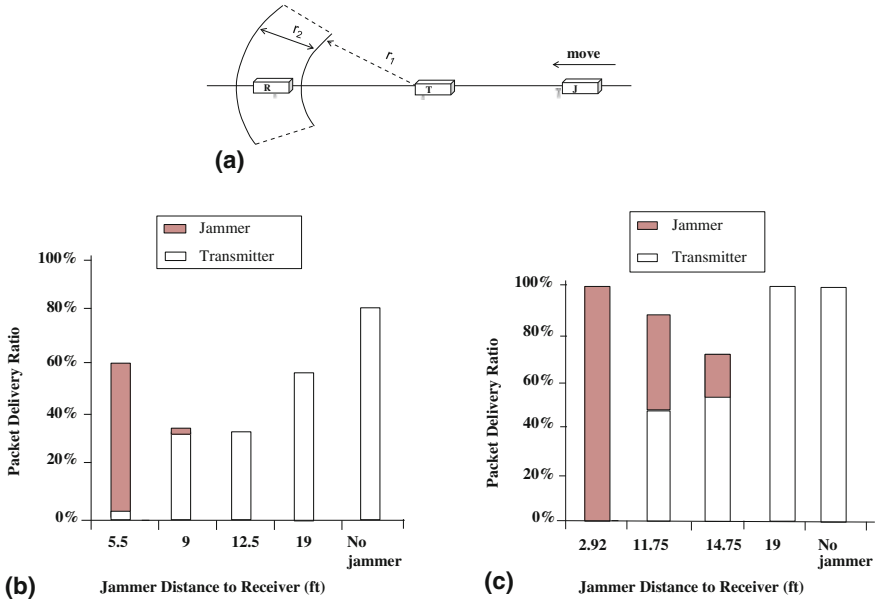 r2
r1
move
R
T
J
(a)
Jammer
Transmitter
100%
80%
60%
40%
20%
0%
Packet Delivery Ratio
5.5 9 12.5 19 No jammer
Jammer Distance to Receiver (ft)
(b)
Jammer
Transmitter
100%
80%
60%
40%
20%
0%
Packet Delivery Ratio
2.92 11.75 14.75 19 No jammer
Jammer Distance to Receiver (ft)
(c)